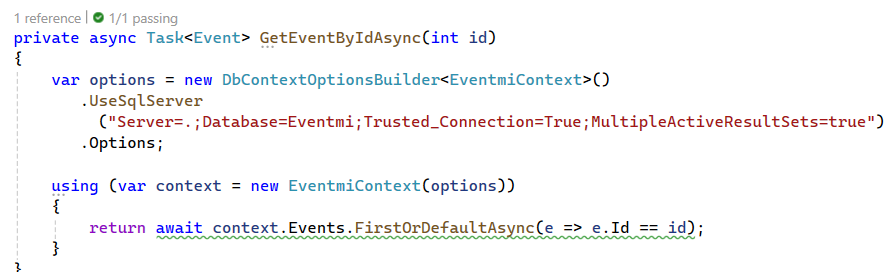 1 reference | 1/1 passing
private async Task<Event> GetEventByIdAsync(int id)
{
    var options = new DbContextOptionsBuilder<EventmiContext>()
        .UseSqlServer
          ("Server=.;Database=Eventmi;Trusted_Connection=True;MultipleActiveResultSets=true")
        .Options;
    using (var context = new EventmiContext(options))
    {
        return await context.Events.FirstOrDefaultAsync(e => e.Id == id);
    }
}